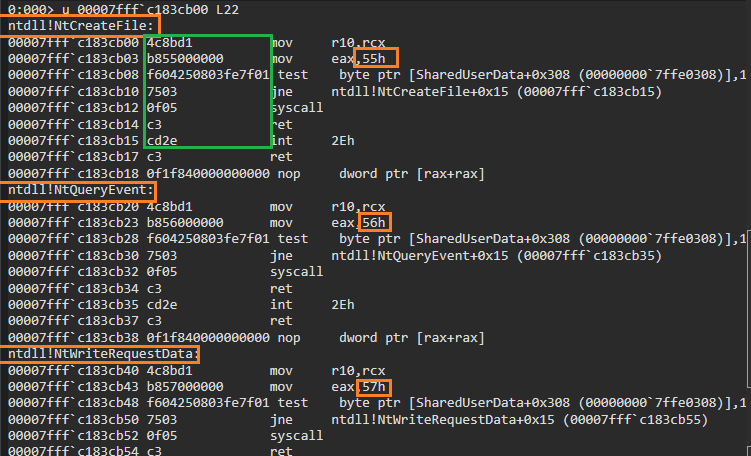 0:000> u 00007fff`c183cb00 L22
ntdll!NtCreateFile:
00007fff`c183cb00 4c8bd1 mov r10,rcx
00007fff`c183cb03 b855000000 mov eax,55h
00007fff`c183cb08 f604250803fe7f01 test byte ptr [SharedUserData+0x308 (00000000`7ffe0308)],1
00007fff`c183cb10 7503 jne ntdll!NtCreateFile+0x15 (00007fff`c183cb15)
00007fff`c183cb12 0f05 syscall
00007fff`c183cb14 c3 ret
00007fff`c183cb15 cd2e int 2Eh
00007fff`c183cb17 c3 ret
00007fff`c183cb18 0f1f840000000000 nop dword ptr [rax+rax]
ntdll!NtQueryEvent:
00007fff`c183cb20 4c8bd1 mov r10,rcx
00007fff`c183cb23 b856000000 mov eax,56h
00007fff`c183cb28 f604250803fe7f01 test byte ptr [SharedUserData+0x308 (00000000`7ffe0308)],1
00007fff`c183cb30 7503 jne ntdll!NtQueryEvent+0x15 (00007fff`c183cb35)
00007fff`c183cb32 0f05 syscall
00007fff`c183cb34 c3 ret
00007fff`c183cb35 cd2e int 2Eh
00007fff`c183cb37 c3 ret
00007fff`c183cb38 0f1f840000000000 nop dword ptr [rax+rax]
ntdll!NtWriteRequestData:
00007fff`c183cb40 4c8bd1 mov r10,rcx
00007fff`c183cb43 b857000000 mov eax,57h
00007fff`c183cb48 f604250803fe7f01 test byte ptr [SharedUserData+0x308 (00000000`7ffe0308)],1
00007fff`c183cb50 7503 jne ntdll!NtWriteRequestData+0x15 (00007fff`c183cb55)
00007fff`c183cb52 0f05 syscall
00007fff`c183cb54 c3 ret